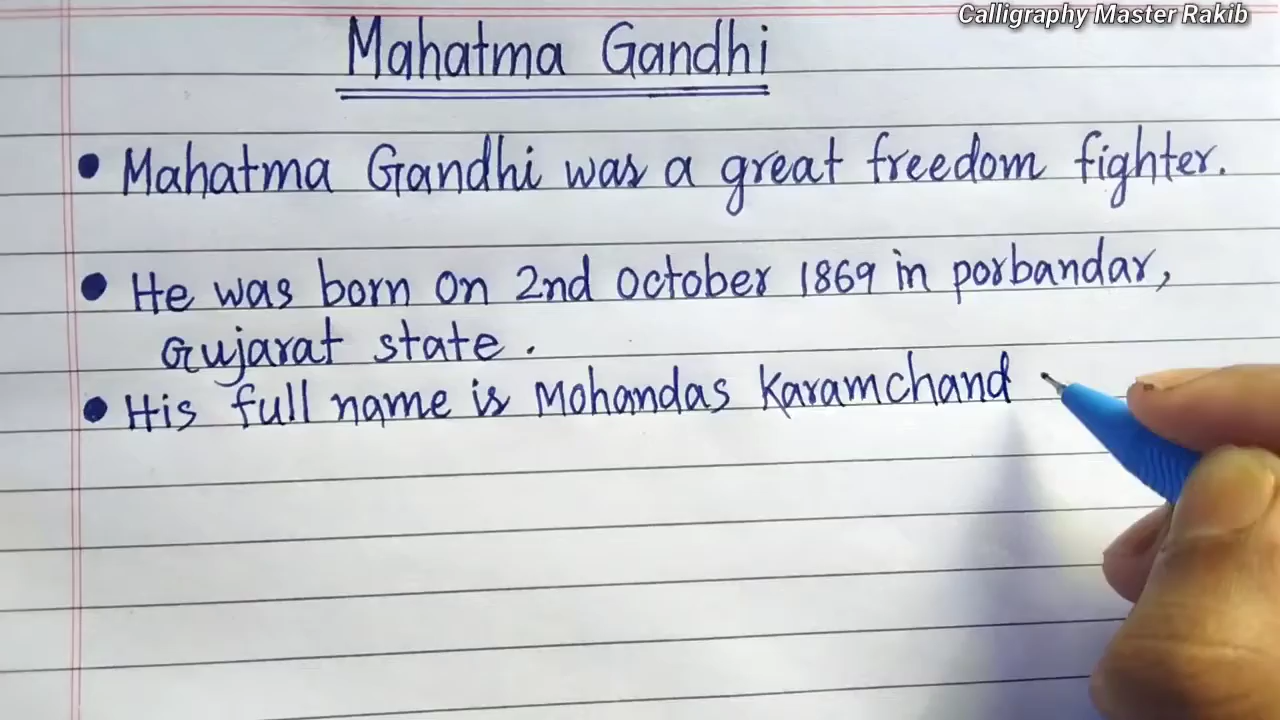 Calligraphy Master Rakib
Mahatma Gandhi
• Mahatma Gandhi was a great freedom fighter.
• He was born on 2nd october 1869 in porbandar,
Gujarat state.
• His full name is Mohandas Karamchand